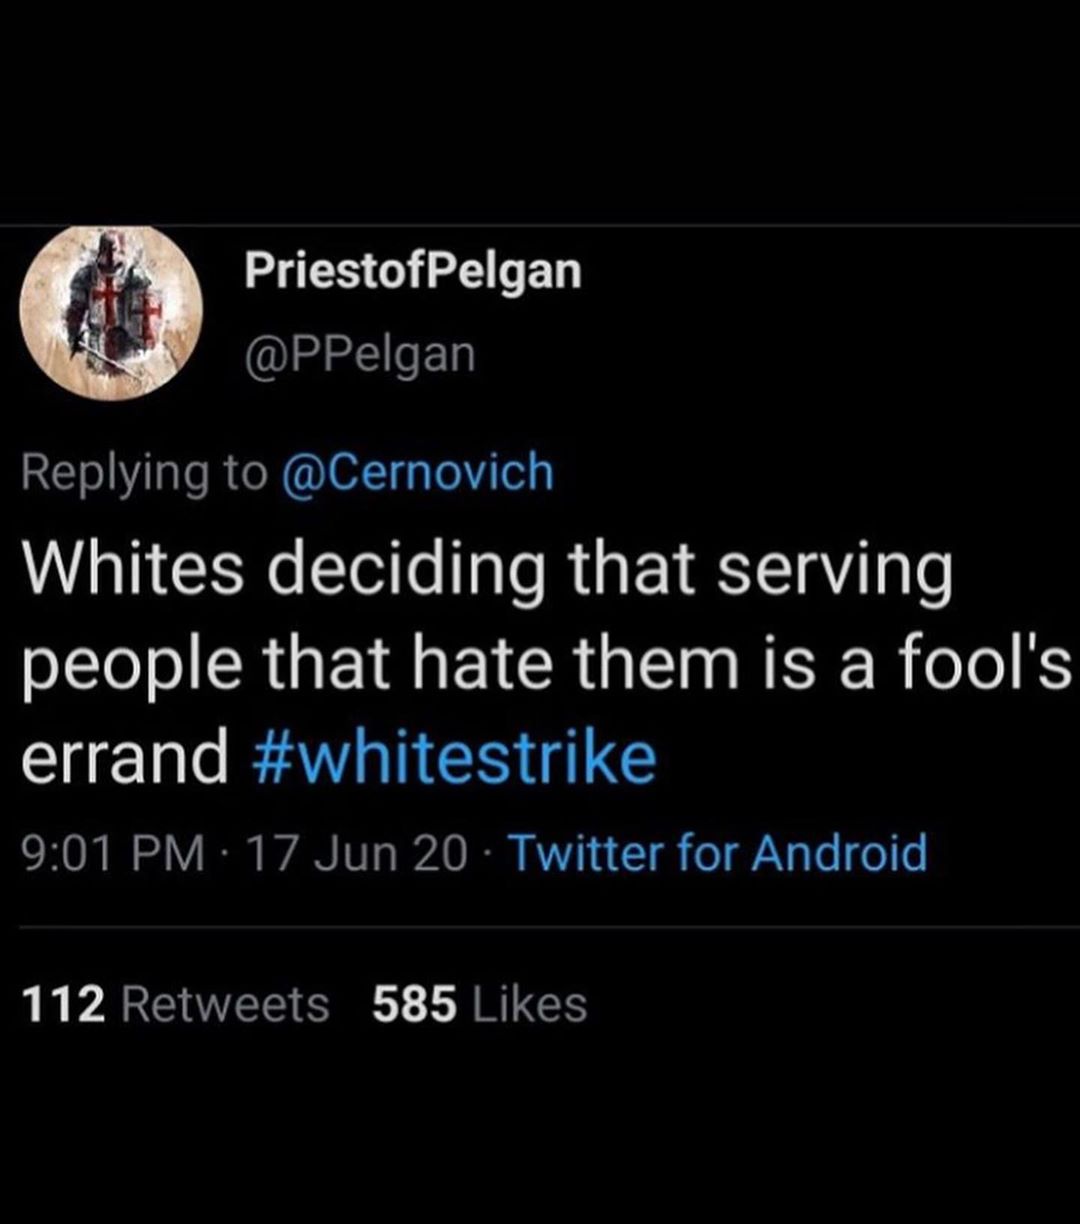 PriestofPelgan
@PPelgan
Replying to @Cernovich
Whites deciding that serving
people that hate them is a fool's
errand #whitestrike
9:01 PM · 17 Jun 20 · Twitter for Android
112 Retweets 585 Likes